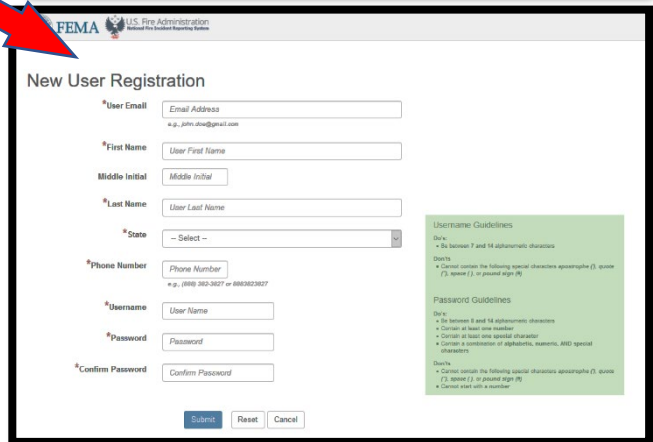 FEMA U.S. Fire Administration
National Fire Incident Reporting System
New User Registration
*User Email Email Address
e.g., john.doe@gmail.com
*First Name User First Name
Middle Initial Middle Initial
*Last Name User Last Name
*State -- Select --
*Phone Number Phone Number
e.g., (888) 382-3827 or 8883823827
*Username User Name
*Password Password
*Confirm Password Confirm Password
Submit Reset Cancel
Username Guidelines
Do's:
• Be between 7 and 14 alphanumeric characters
Don'ts
• Cannot contain the following special characters apostrophe ('), quote
("), space ( ), or pound sign (#)
Password Guidelines
Do's:
• Be between 8 and 14 alphanumeric characters
• Contain at least one number
• Contain at least one special character
• Contain a combination of alphabetic, numeric, AND special
characters
Don'ts
• Cannot contain the following special characters apostrophe ('), quote
("), space ( ), or pound sign (#)
• Cannot start with a number